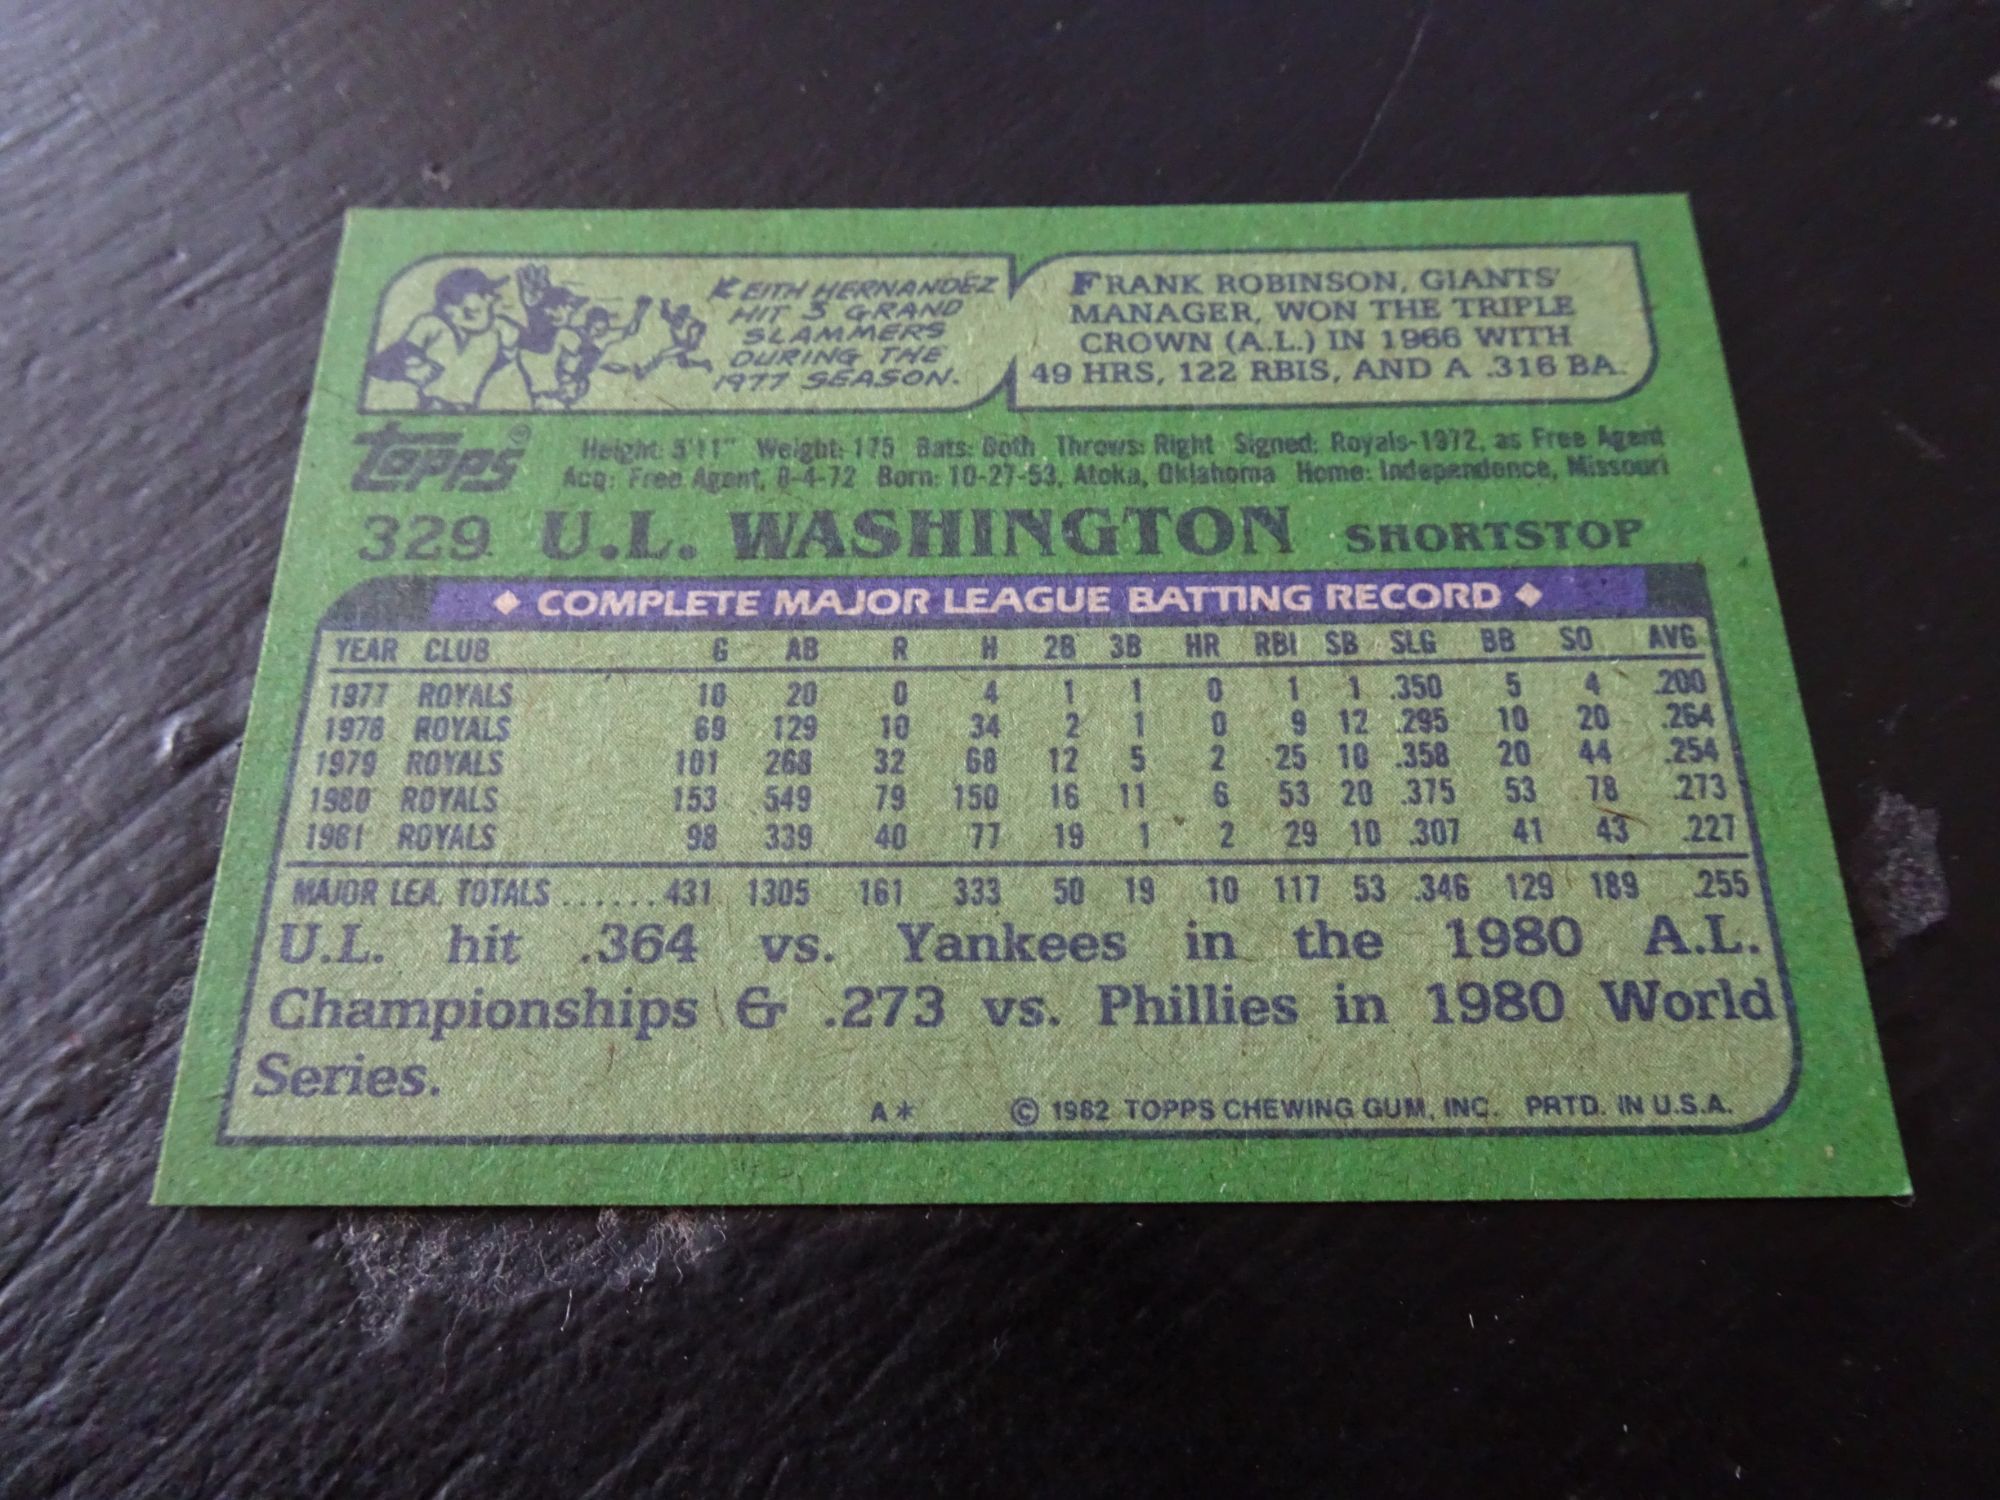 KEITH HERNANDEZ
HIT 3 GRAND
SLAMMERS
DURING THE
1977 SEASON.
FRANK ROBINSON, GIANTS'
MANAGER, WON THE TRIPLE
CROWN (A.L.) IN 1966 WITH
49 HRS, 122 RBIS, AND A .316 BA.
topps
Height: 5'11" Weight: 175 Bats: Both Throws: Right Signed: Royals-1972, as Free Agent
Acq: Free Agent, 8-4-72 Born: 10-27-53, Atoka, Oklahoma Home: Independence, Missouri
329 U.L. WASHINGTON SHORTSTOP
◆ COMPLETE MAJOR LEAGUE BATTING RECORD ◆
YEAR CLUB G AB R H 2B 3B HR RBI SB SLG BB SO AVG
1977 ROYALS 10 20 0 4 1 1 0 1 1 .350 5 4 .200
1978 ROYALS 69 129 10 34 2 1 0 9 12 .295 10 20 .264
1979 ROYALS 101 268 32 68 12 5 2 25 10 .358 20 44 .254
1980 ROYALS 153 549 79 150 16 11 6 53 20 .375 53 78 .273
1981 ROYALS 98 339 40 77 19 1 2 29 10 .307 41 43 .227
MAJOR LEA. TOTALS ......431 1305 161 333 50 19 10 117 53 .346 129 189 .255
U.L. hit .364 vs. Yankees in the 1980 A.L.
Championships & .273 vs. Phillies in 1980 World
Series.
A* © 1982 TOPPS CHEWING GUM, INC. PRTD. IN U.S.A.